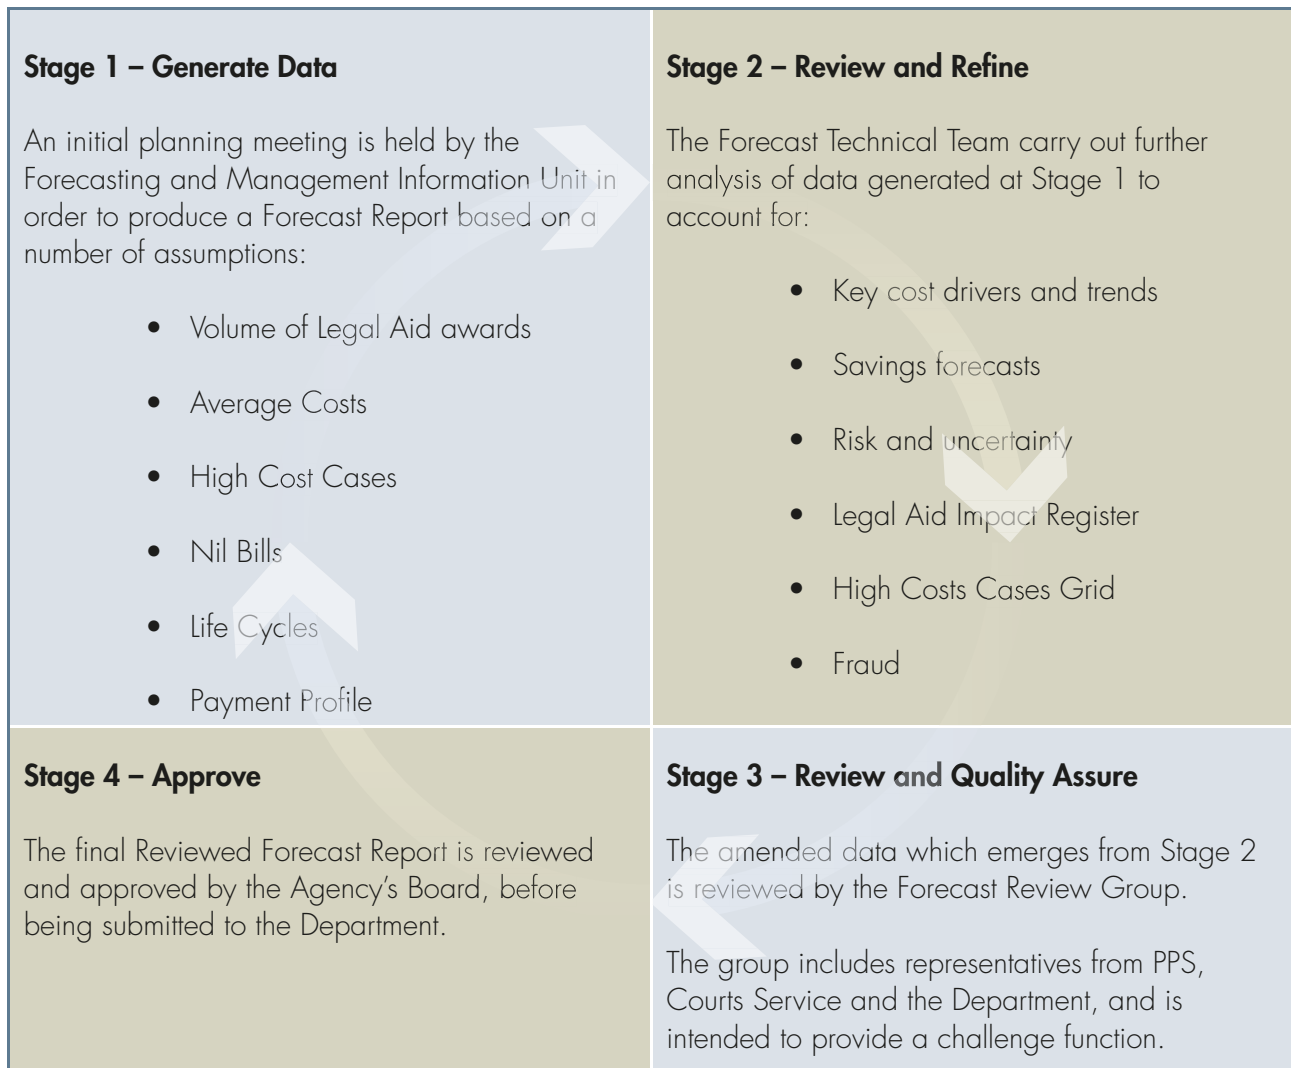 Stage 1 – Generate Data
An initial planning meeting is held by the
Forecasting and Management Information Unit in
order to produce a Forecast Report based on a
number of assumptions:
• Volume of Legal Aid awards
• Average Costs
• High Cost Cases
• Nil Bills
• Life Cycles
• Payment Profile
Stage 2 – Review and Refine
The Forecast Technical Team carry out further
analysis of data generated at Stage 1 to
account for:
• Key cost drivers and trends
• Savings forecasts
• Risk and uncertainty
• Legal Aid Impact Register
• High Costs Cases Grid
• Fraud
Stage 4 – Approve
The final Reviewed Forecast Report is reviewed
and approved by the Agency’s Board, before
being submitted to the Department.
Stage 3 – Review and Quality Assure
The amended data which emerges from Stage 2
is reviewed by the Forecast Review Group.
The group includes representatives from PPS,
Courts Service and the Department, and is
intended to provide a challenge function.